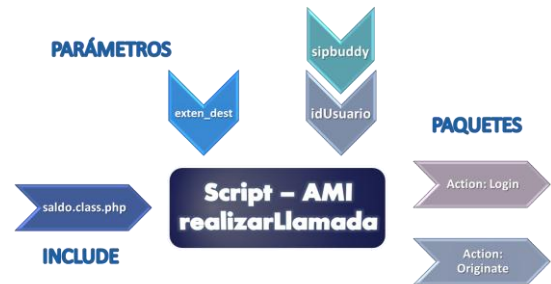 PARÁMETROS
sipbuddy
exten_dest
idUsuario
PAQUETES
Script – AMI
realizarLlamada
Action: Login
saldo.class.php
INCLUDE
Action:
Originate